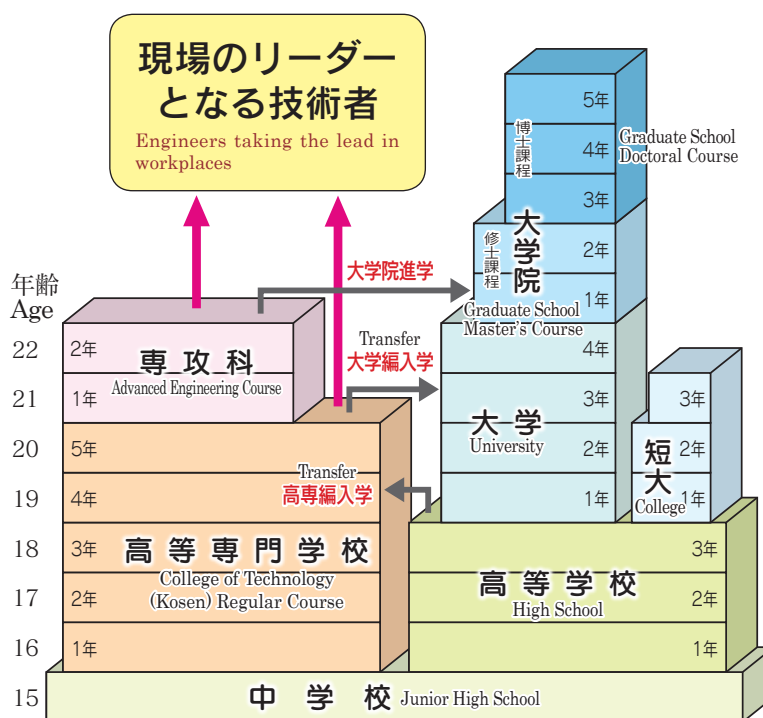 現場のリーダー
となる技術者
Engineers taking the lead in
workplaces
5年
4年
3年
博士課程
Graduate School
Doctoral Course
2年
1年
修士課程
大学院
Graduate School
Master's Course
大学院進学
Transfer
大学編入学
年齢
Age
22
21
20
19
18
17
16
15
2年
1年
専攻科
Advanced Engineering Course
5年
4年
3年
2年
1年
高等専門学校
College of Technology
(Kosen) Regular Course
Transfer
高専編入学
4年
3年
2年
1年
大学
University
3年
2年
1年
短大
College
3年
2年
1年
高等学校
High School
中学校 Junior High School